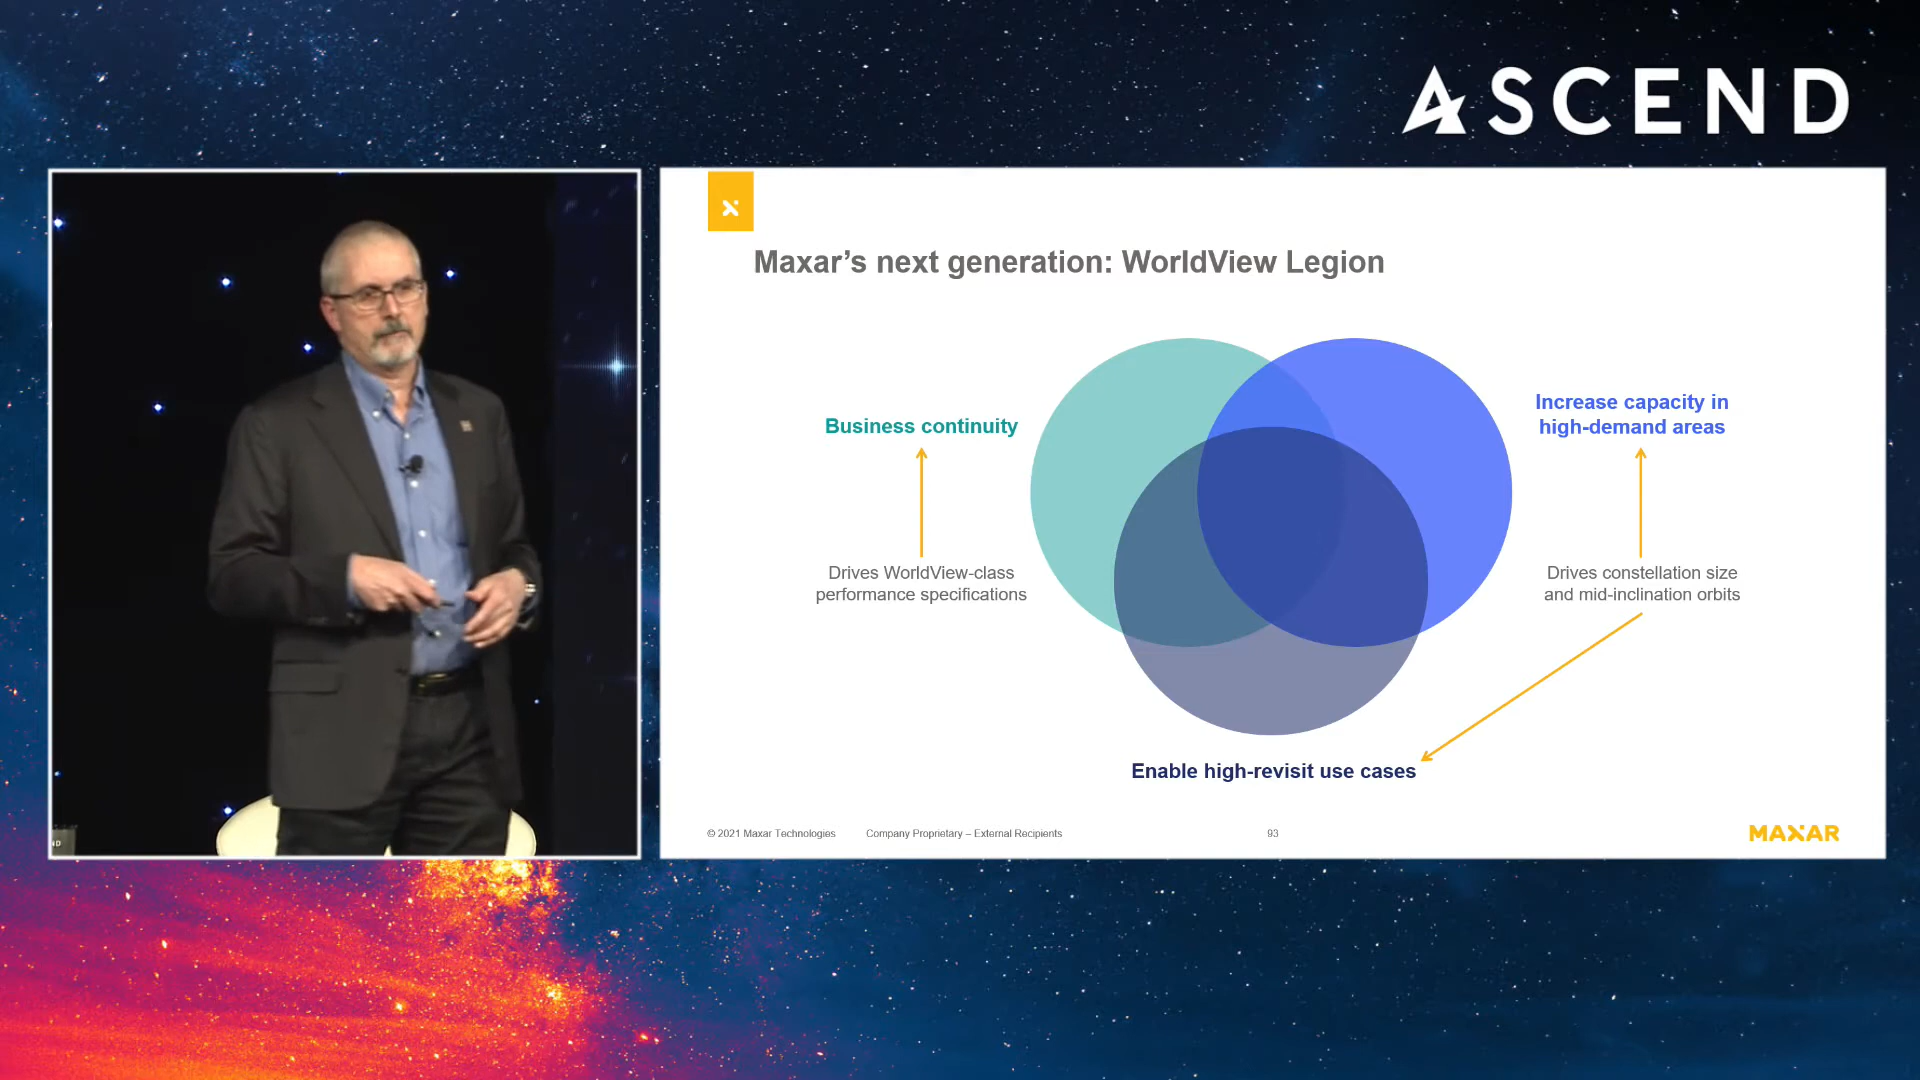 ASCEND
Maxar’s next generation: WorldView Legion
Business continuity
Increase capacity in
high-demand areas
Drives WorldView-class
performance specifications
Drives constellation size
and mid-inclination orbits
Enable high-revisit use cases
© 2021 Maxar Technologies
Company Proprietary – External Recipients
93
MAXAR